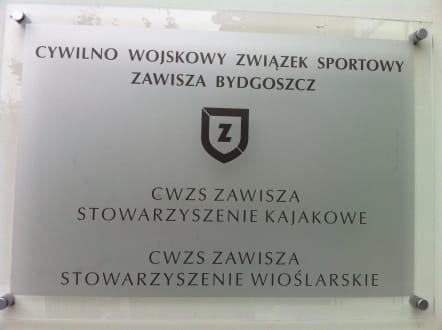 CYWILNO WOJSKOWY ZWIĄZEK SPORTOWY
ZAWISZA BYDGOSZCZ
Z
CWZS ZAWISZA
STOWARZYSZENIE KAJAKOWE
CWZS ZAWISZA
STOWARZYSZENIE WIOŚLARSKIE